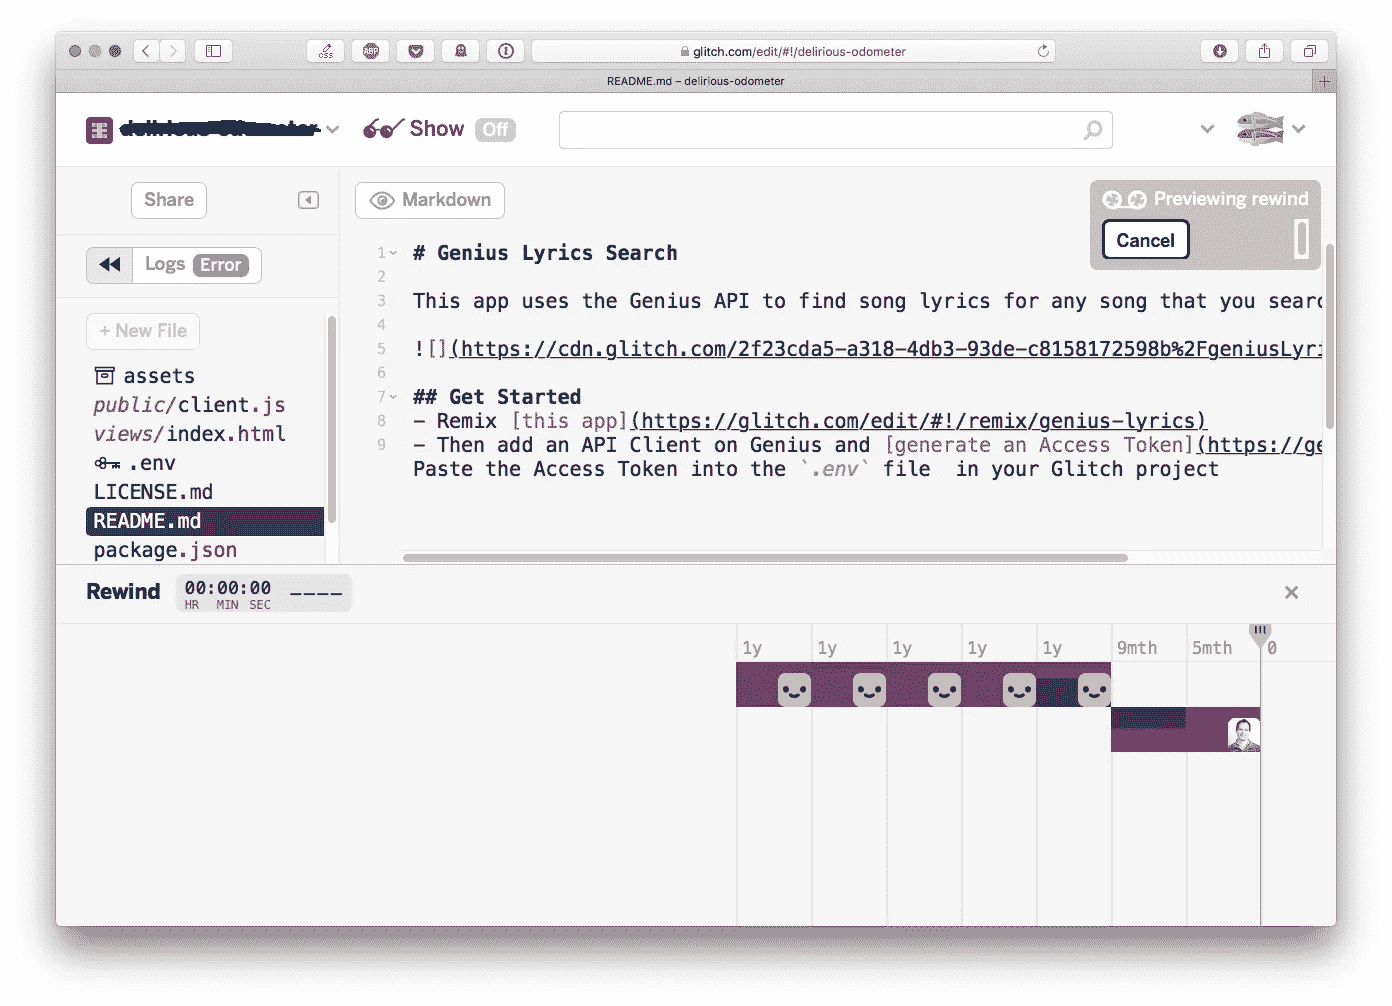 glitch.com/edit/#!/delirious-odometer
README.md – delirious-odometer
Show Off
Share
Markdown
Previewing rewind
Cancel
Logs Error
+ New File
assets
public/client.js
views/index.html
.env
LICENSE.md
README.md
package.json
1 # Genius Lyrics Search
2
3 This app uses the Genius API to find song lyrics for any song that you searc
4
5 ![](https://cdn.glitch.com/2f23cda5-a318-4db3-93de-c8158172598b%2FgeniusLyri
6
7 ## Get Started
8 - Remix [this app](https://glitch.com/edit/#!/remix/genius-lyrics)
9 - Then add an API Client on Genius and [generate an Access Token](https://ge
Paste the Access Token into the `.env` file  in your Glitch project
Rewind 00:00:00 ----
HR MIN SEC
1y 1y 1y 1y 1y 9mth 5mth 0